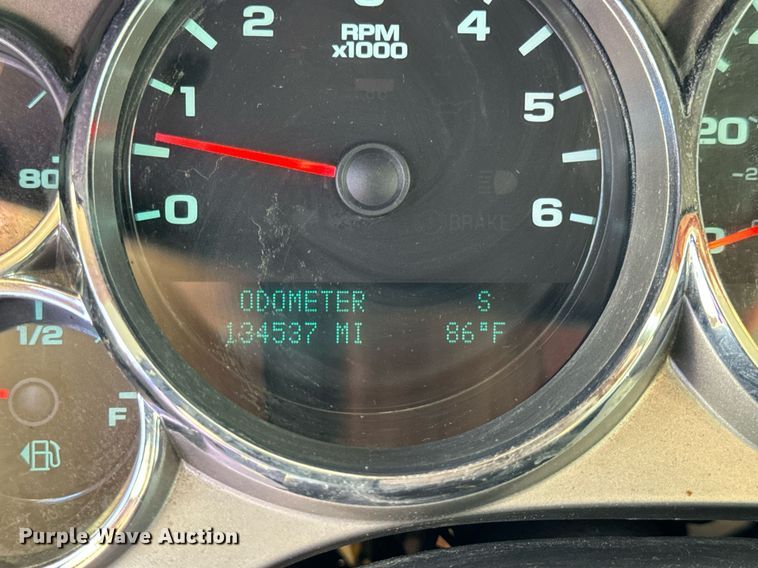 2
3
4
RPM
x1000
1
5
0
6
80
20
BRAKE
ODOMETER S
134537 MI 86°F
1/2
F
Purple Wave Auction